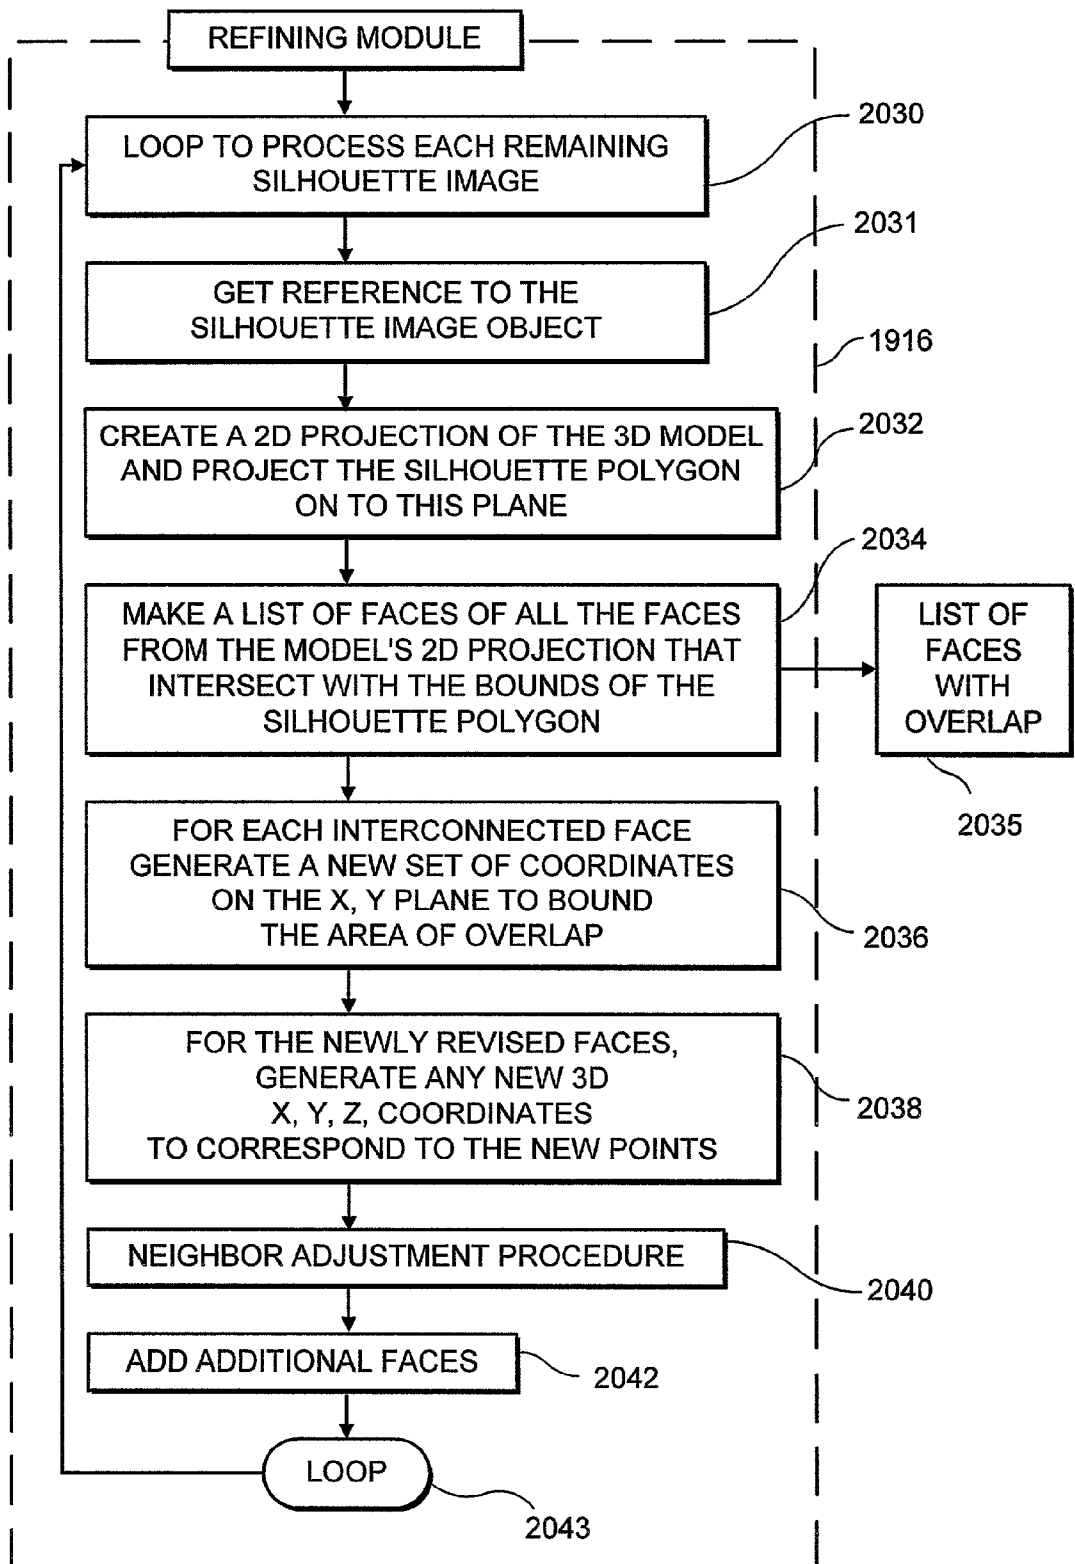 REFINING MODULE
LOOP TO PROCESS EACH REMAINING
SILHOUETTE IMAGE
2030
GET REFERENCE TO THE
SILHOUETTE IMAGE OBJECT
2031
1916
CREATE A 2D PROJECTION OF THE 3D MODEL
AND PROJECT THE SILHOUETTE POLYGON
ON TO THIS PLANE
2032
MAKE A LIST OF FACES OF ALL THE FACES
FROM THE MODEL'S 2D PROJECTION THAT
INTERSECT WITH THE BOUNDS OF THE
SILHOUETTE POLYGON
2034
LIST OF
FACES
WITH
OVERLAP
2035
FOR EACH INTERCONNECTED FACE
GENERATE A NEW SET OF COORDINATES
ON THE X, Y PLANE TO BOUND
THE AREA OF OVERLAP
2036
FOR THE NEWLY REVISED FACES,
GENERATE ANY NEW 3D
X, Y, Z, COORDINATES
TO CORRESPOND TO THE NEW POINTS
2038
NEIGHBOR ADJUSTMENT PROCEDURE
2040
ADD ADDITIONAL FACES
2042
LOOP
2043